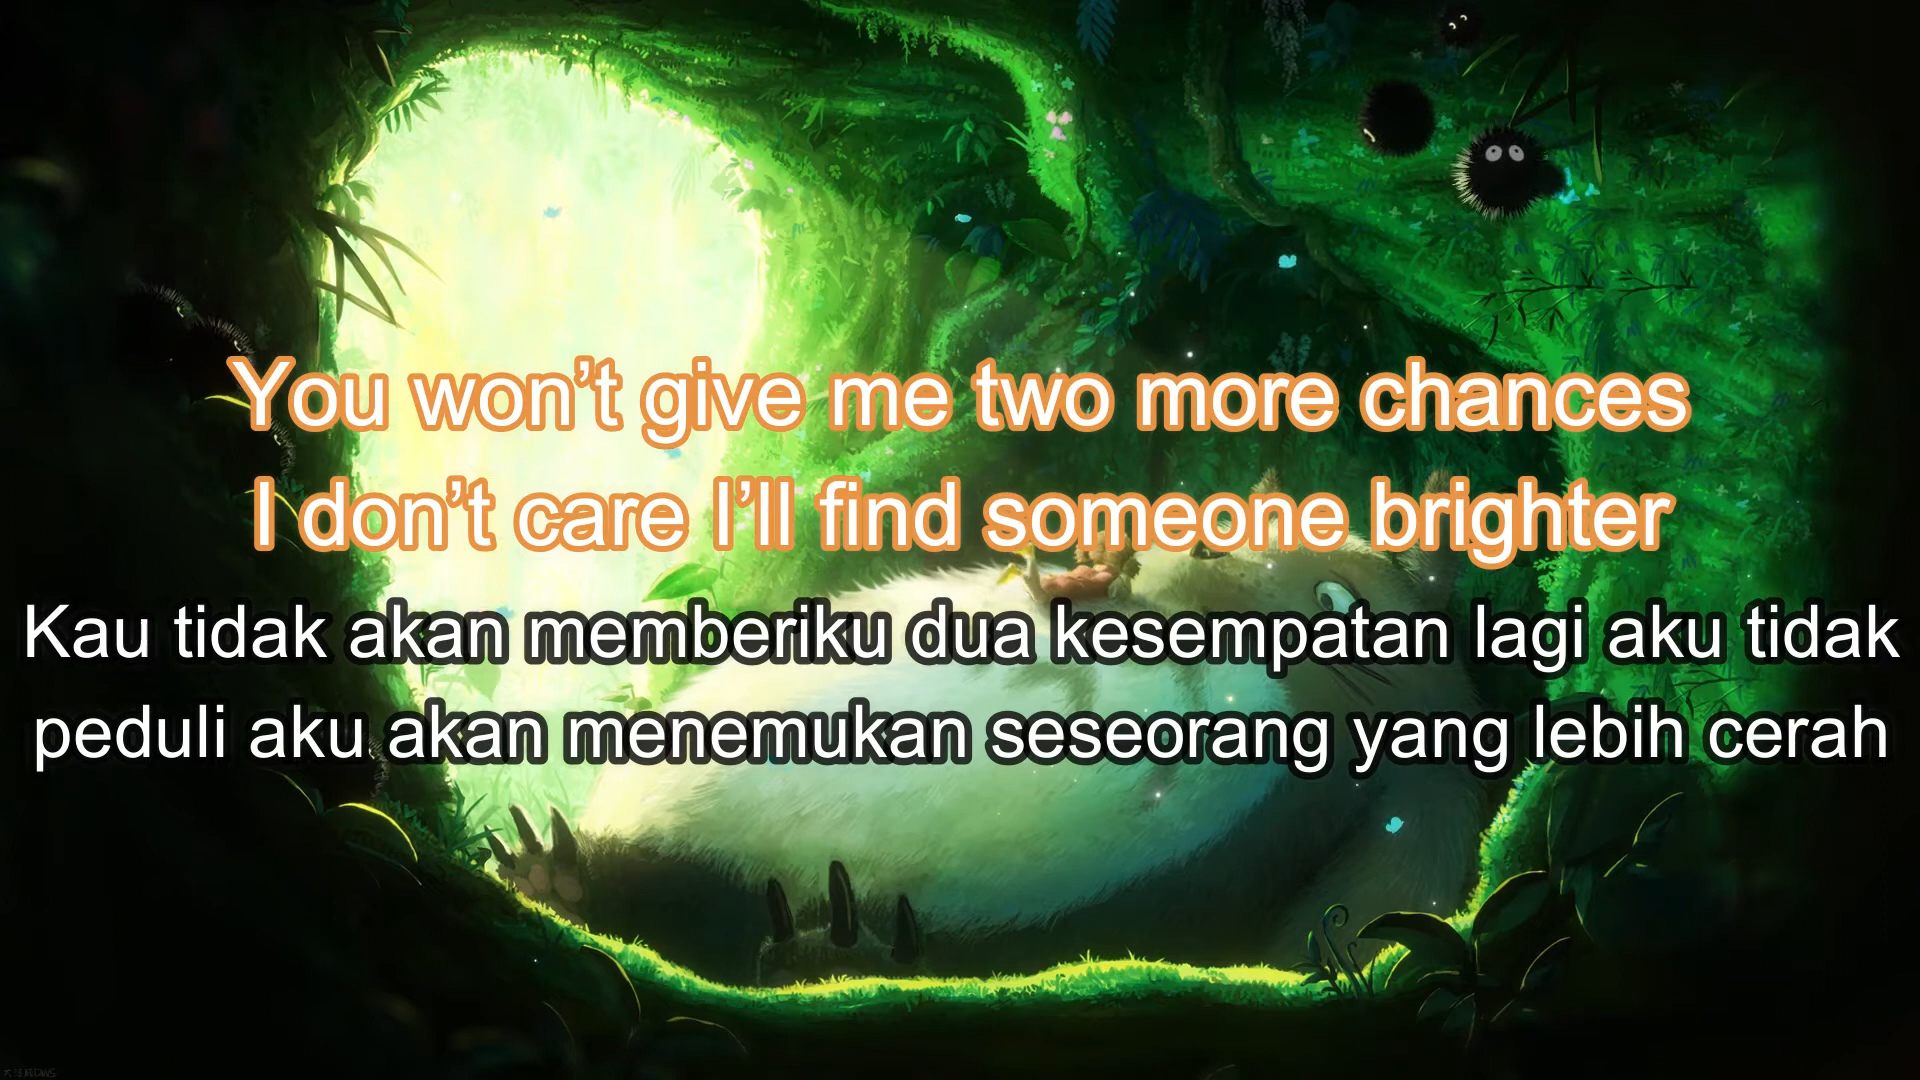 You won’t give me two more chances
I don’t care I’ll find someone brighter
Kau tidak akan memberiku dua kesempatan lagi aku tidak
peduli aku akan menemukan seseorang yang lebih cerah